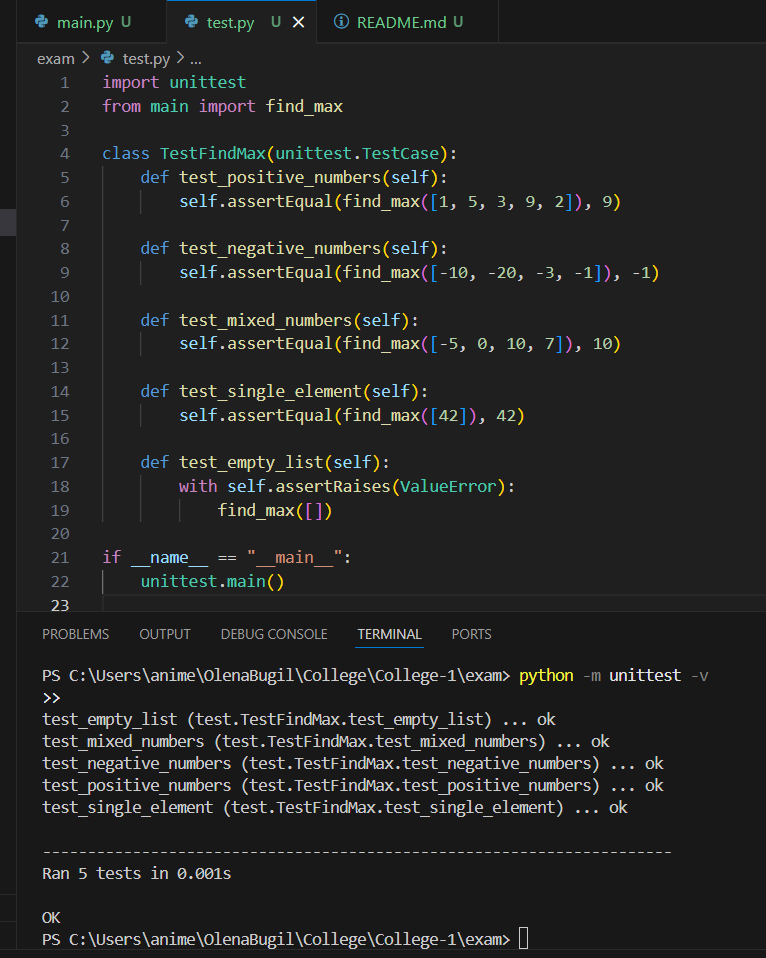 main.py U test.py U × README.md U
exam > test.py > ...
1 import unittest
2 from main import find_max
3
4 class TestFindMax(unittest.TestCase):
5     def test_positive_numbers(self):
6         self.assertEqual(find_max([1, 5, 3, 9, 2]), 9)
7
8     def test_negative_numbers(self):
9         self.assertEqual(find_max([-10, -20, -3, -1]), -1)
10
11     def test_mixed_numbers(self):
12         self.assertEqual(find_max([-5, 0, 10, 7]), 10)
13
14     def test_single_element(self):
15         self.assertEqual(find_max([42]), 42)
16
17     def test_empty_list(self):
18         with self.assertRaises(ValueError):
19             find_max([])
20
21 if __name__ == "__main__":
22     unittest.main()
23
PROBLEMS OUTPUT DEBUG CONSOLE TERMINAL PORTS
PS C:\Users\anime\OlenaBugil\College\College-1\exam> python -m unittest -v
>>
test_empty_list (test.TestFindMax.test_empty_list) ... ok
test_mixed_numbers (test.TestFindMax.test_mixed_numbers) ... ok
test_negative_numbers (test.TestFindMax.test_negative_numbers) ... ok
test_positive_numbers (test.TestFindMax.test_positive_numbers) ... ok
test_single_element (test.TestFindMax.test_single_element) ... ok
----------------------------------------------------------------------
Ran 5 tests in 0.001s
OK
PS C:\Users\anime\OlenaBugil\College\College-1\exam>